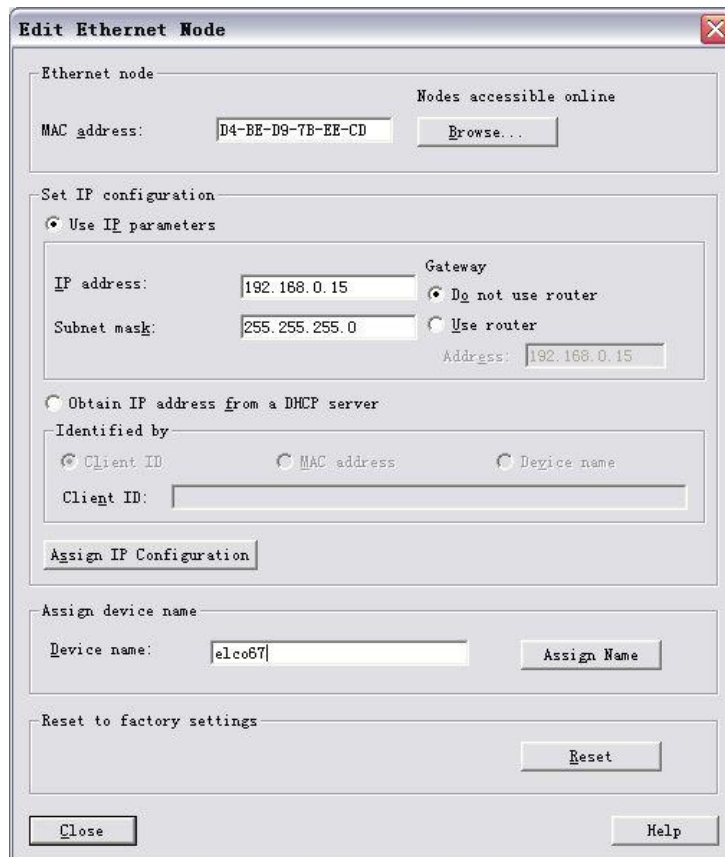 Edit Ethernet Node
Ethernet node
Nodes accessible online
MAC address: D4-BE-D9-7B-EE-CD Browse...
Set IP configuration
Use IP parameters
Gateway
IP address: 192.168.0.15 Do not use router
Subnet mask: 255.255.255.0 Use router
Address: 192.168.0.15
Obtain IP address from a DHCP server
Identified by
Client ID MAC address Device name
Client ID:
Assign IP Configuration
Assign device name
Device name: elco67 Assign Name
Reset to factory settings
Reset
Close Help